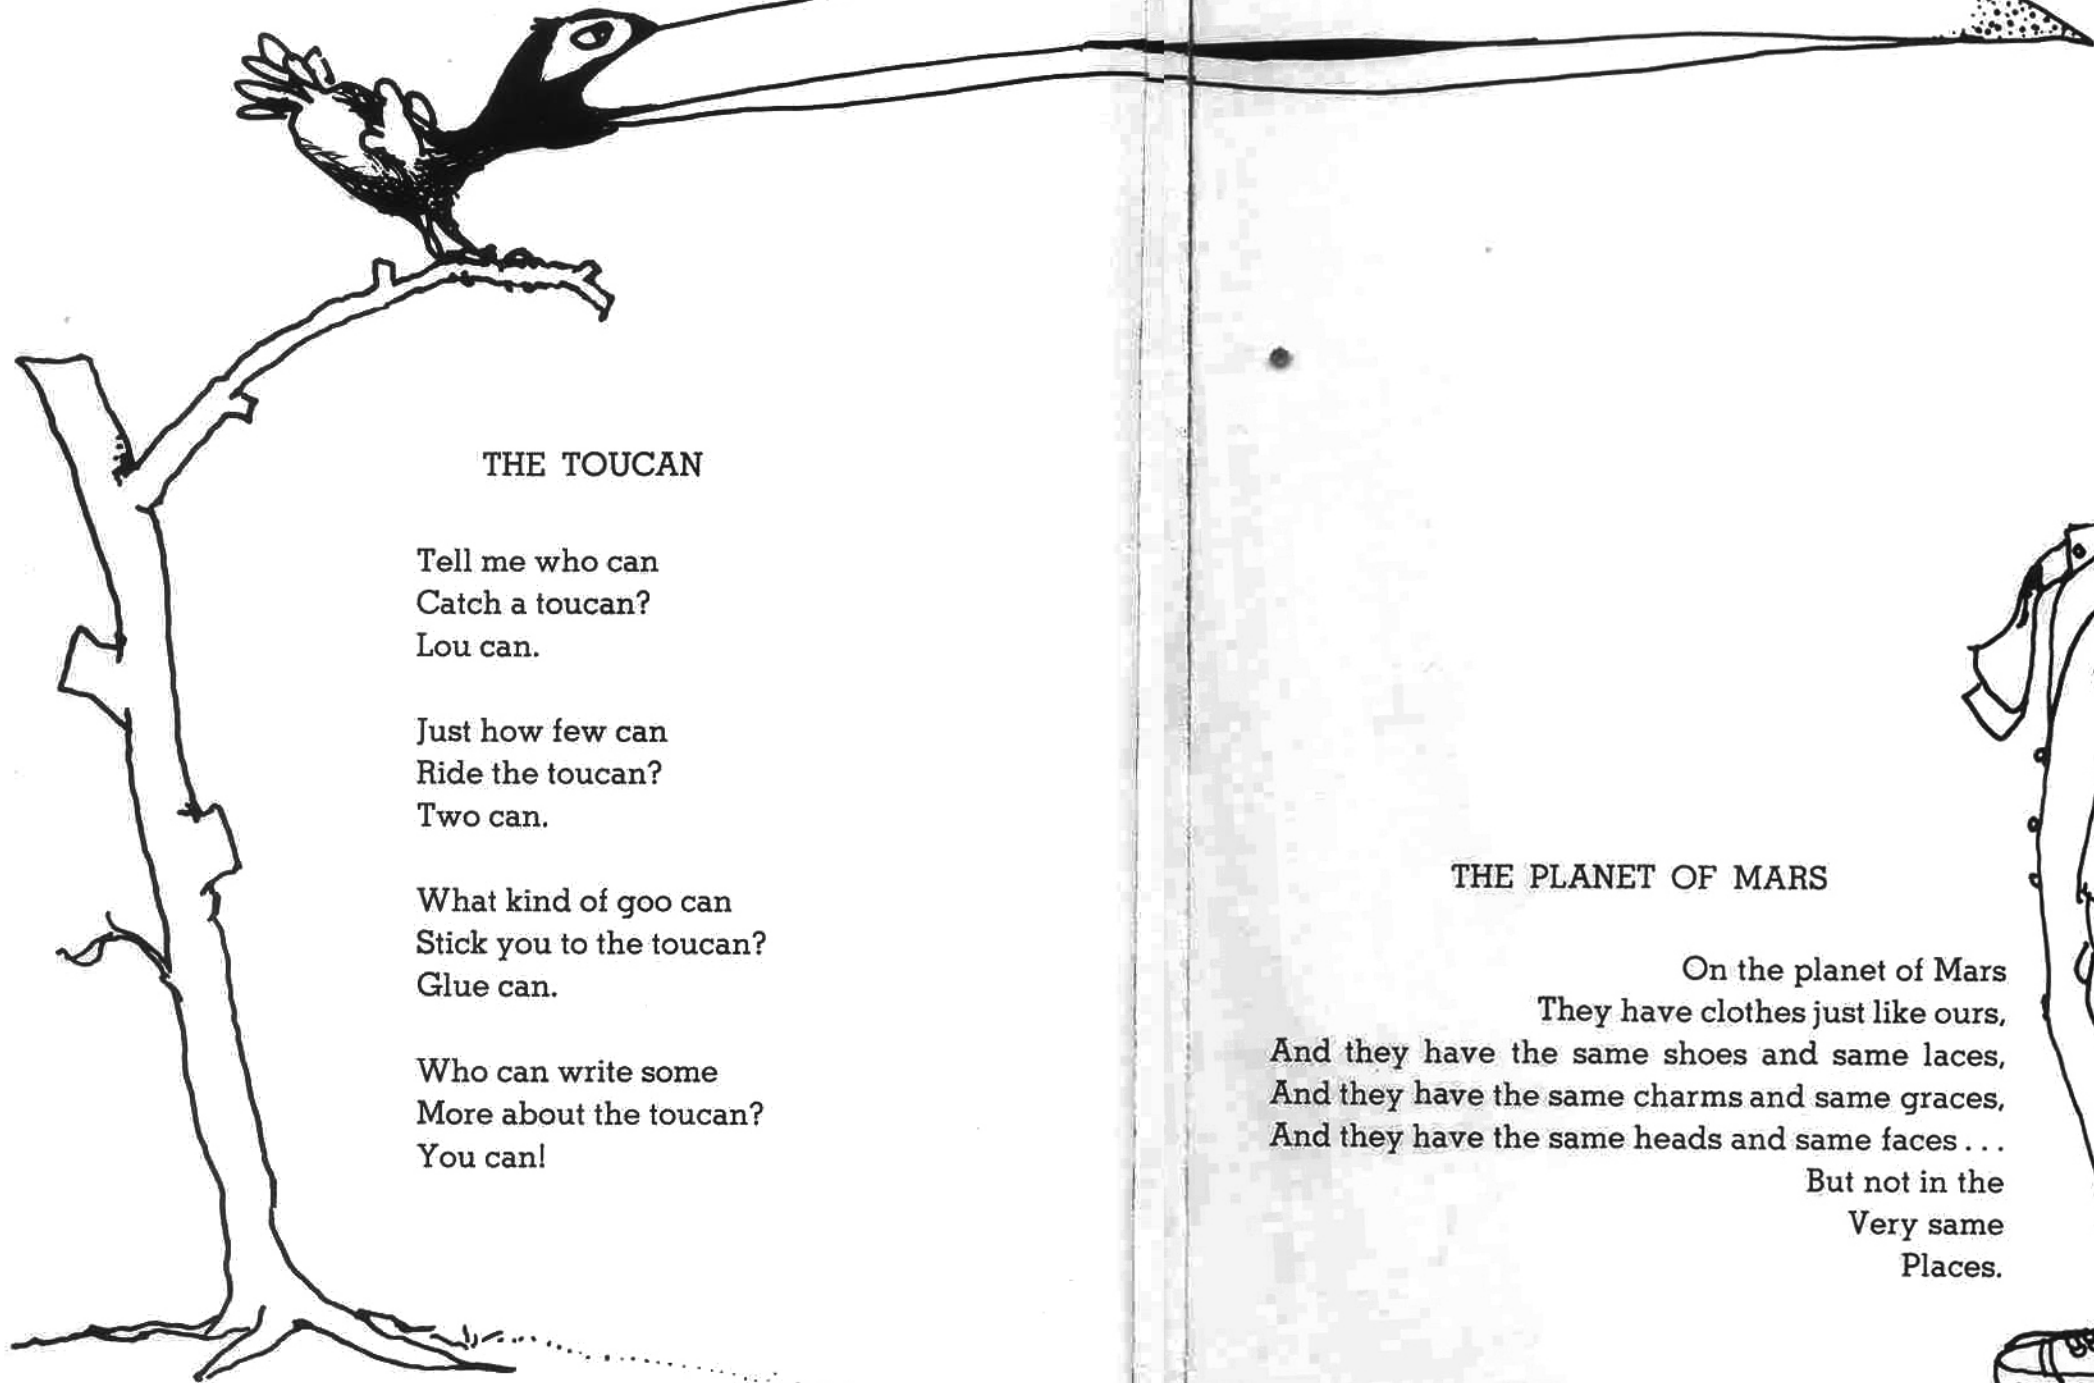 THE TOUCAN
Tell me who can
Catch a toucan?
Lou can.
Just how few can
Ride the toucan?
Two can.
What kind of goo can
Stick you to the toucan?
Glue can.
Who can write some
More about the toucan?
You can!
THE PLANET OF MARS
On the planet of Mars
They have clothes just like ours,
And they have the same shoes and same laces,
And they have the same charms and same graces,
And they have the same heads and same faces . . .
But not in the
Very same
Places.